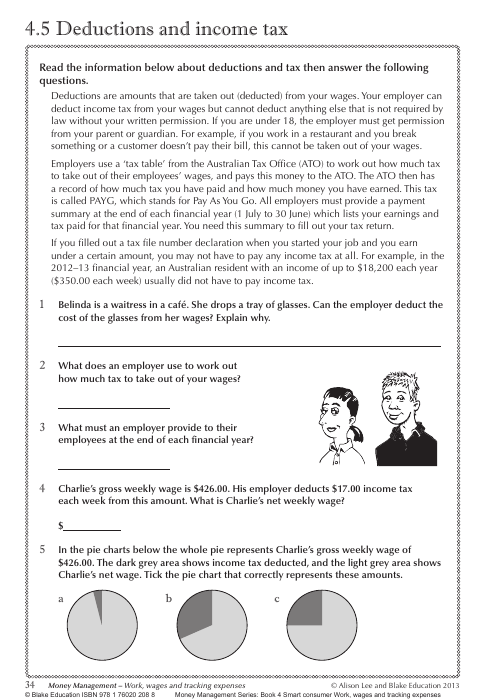 4.5 Deductions and income tax
Read the information below about deductions and tax then answer the following
questions.
Deductions are amounts that are taken out (deducted) from your wages. Your employer can
deduct income tax from your wages but cannot deduct anything else that is not required by
law without your written permission. If you are under 18, the employer must get permission
from your parent or guardian. For example, if you work in a restaurant and you break
something or a customer doesn't pay their bill, this cannot be taken out of your wages.
Employers use a ‘tax table’ from the Australian Tax Office (ATO) to work out how much tax
to take out of their employees’ wages, and pays this money to the ATO. The ATO then has
a record of how much tax you have paid and how much money you have earned. This tax
is called PAYG, which stands for Pay As You Go. All employers must provide a payment
summary at the end of each financial year (1 July to 30 June) which lists your earnings and
tax paid for that financial year. You need this summary to fill out your tax return.
If you filled out a tax file number declaration when you started your job and you earn
under a certain amount, you may not have to pay any income tax at all. For example, in the
2012–13 financial year, an Australian resident with an income of up to $18,200 each year
($350.00 each week) usually did not have to pay income tax.
1 Belinda is a waitress in a café. She drops a tray of glasses. Can the employer deduct the
cost of the glasses from her wages? Explain why.
2 What does an employer use to work out
how much tax to take out of your wages?
3 What must an employer provide to their
employees at the end of each financial year?
4 Charlie’s gross weekly wage is $426.00. His employer deducts $17.00 income tax
each week from this amount. What is Charlie’s net weekly wage?
$
5 In the pie charts below the whole pie represents Charlie’s gross weekly wage of
$426.00. The dark grey area shows income tax deducted, and the light grey area shows
Charlie’s net wage. Tick the pie chart that correctly represents these amounts.
a b c
34 Money Management – Work, wages and tracking expenses © Alison Lee and Blake Education 2013
© Blake Education ISBN 978 1 76020 208 8 Money Management Series: Book 4 Smart consumer Work, wages and tracking expenses